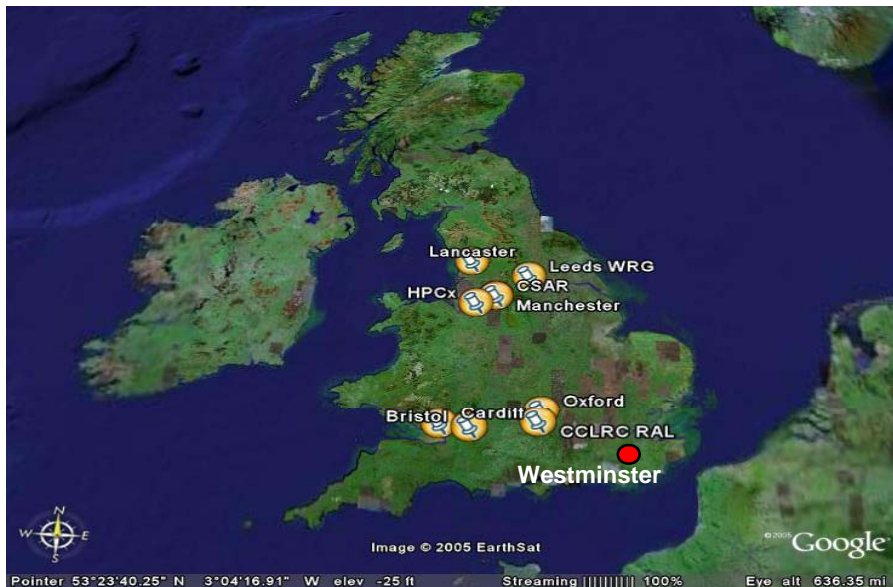 Lancaster
Leeds WRG
HPCx
CSAR
Manchester
Bristol
Cardiff
Oxford
CCLRC RAL
Westminster
N
W
E
S
Image © 2005 EarthSat
© 2005 Google
Pointer 53°23'40.25" N 3°04'16.91" W elev -25 ft Streaming |||||||||| 100% Eye alt 636.35 mi